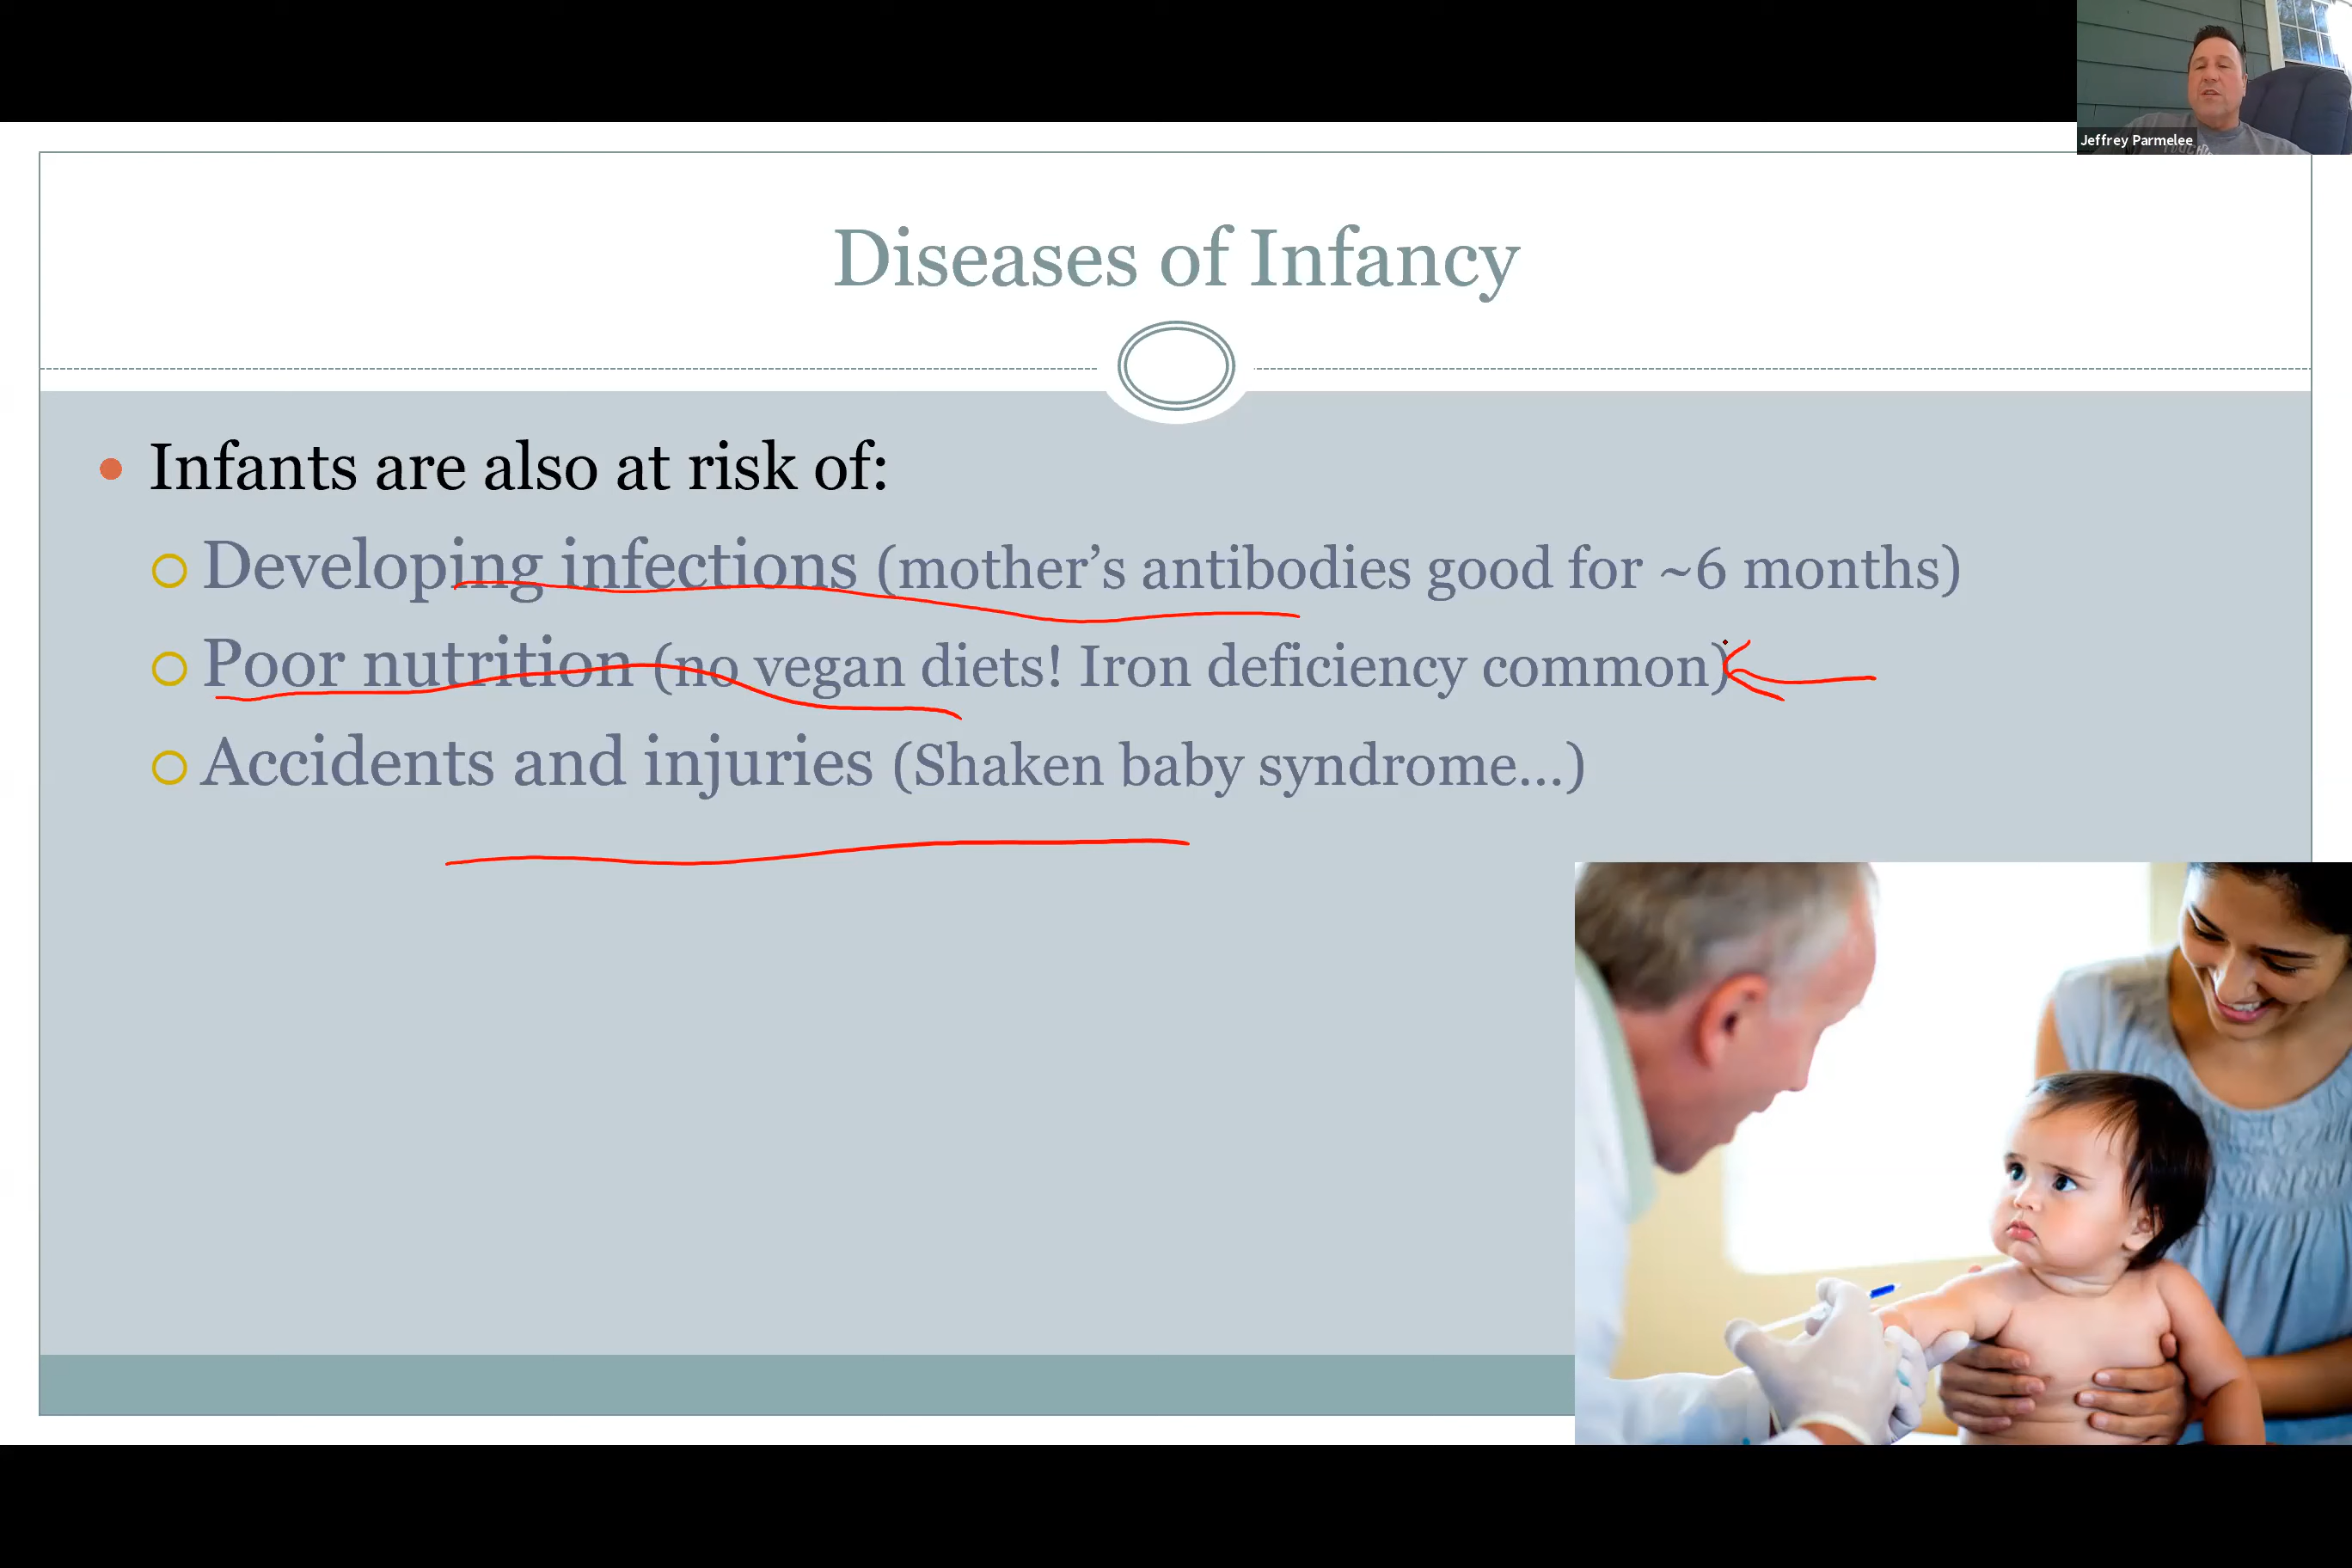 Jeffrey Parmelee
Diseases of Infancy
Infants are also at risk of:
Developing infections (mother’s antibodies good for ~6 months)
Poor nutrition (no vegan diets! Iron deficiency common)
Accidents and injuries (Shaken baby syndrome...)